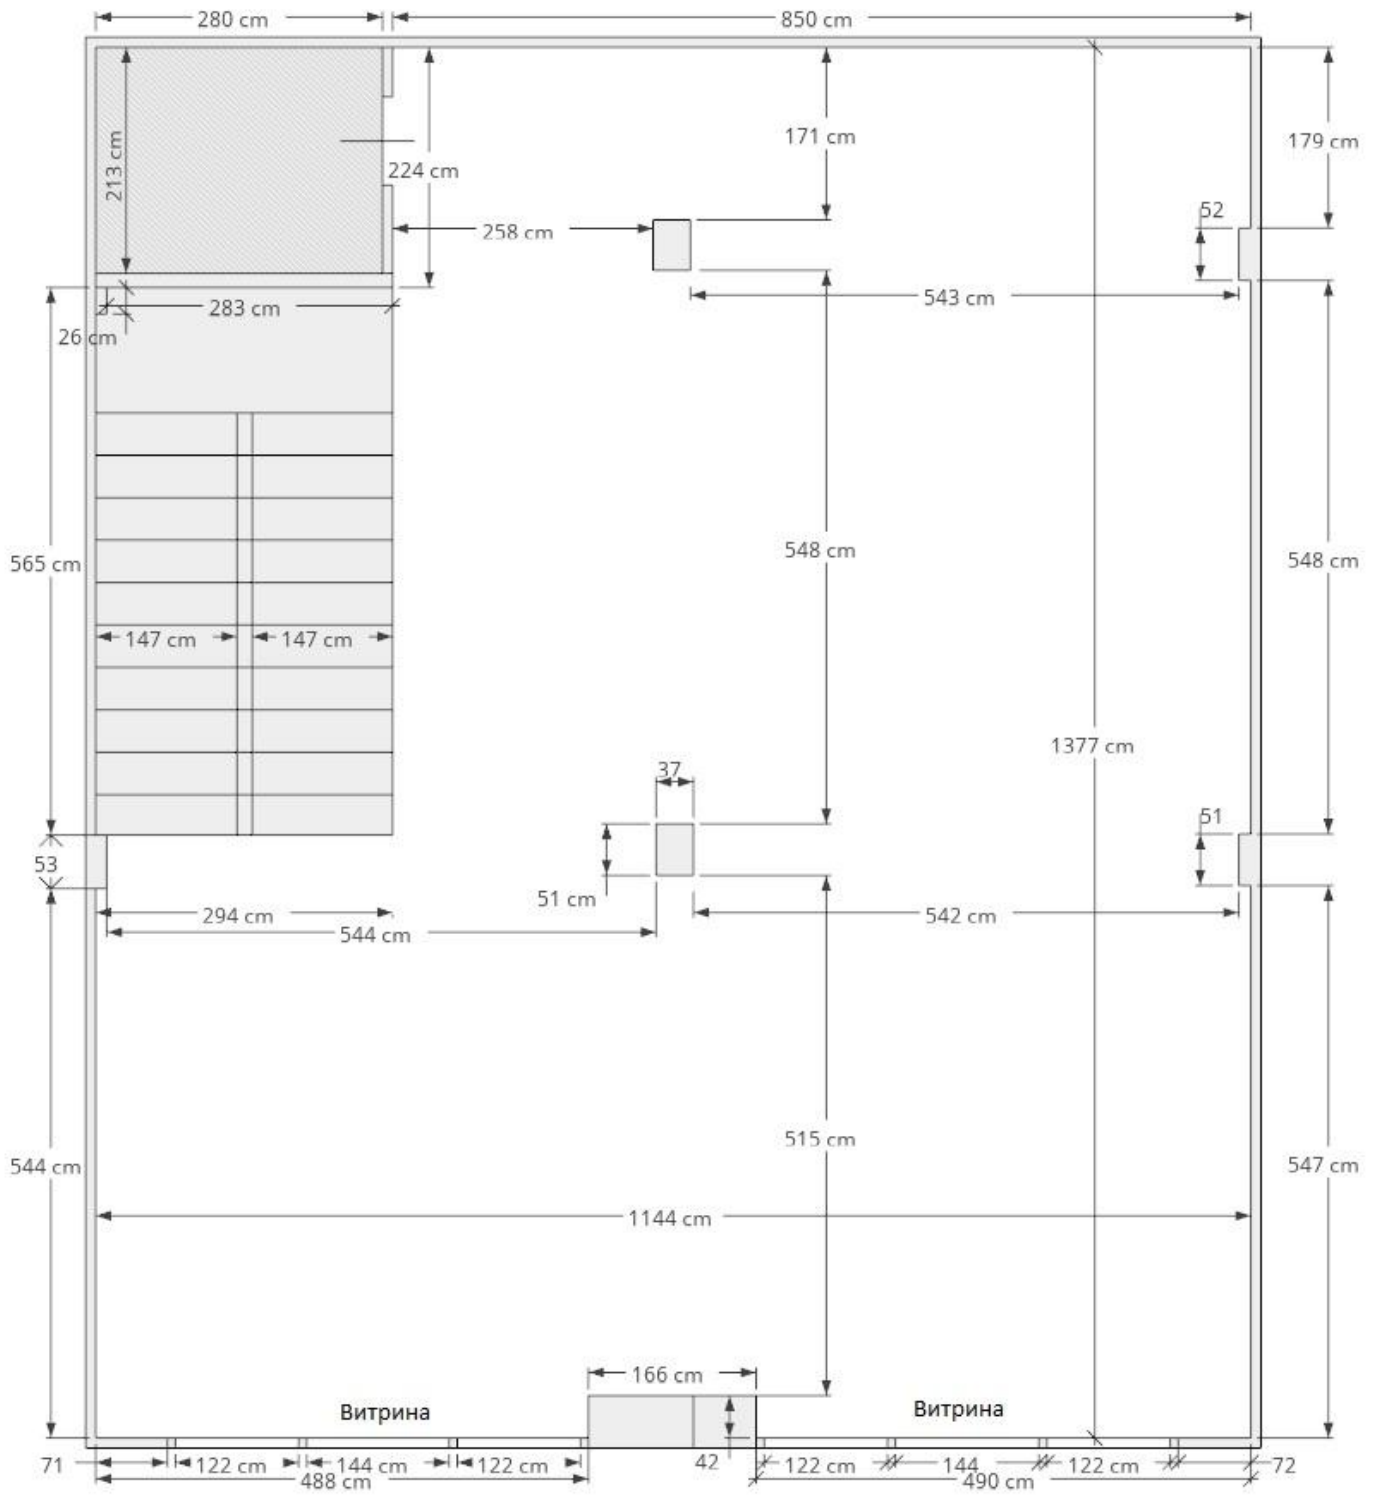 280 cm
850 cm
213 cm
224 cm
171 cm
179 cm
52
258 cm
543 cm
283 cm
26 cm
548 cm
548 cm
565 cm
147 cm
147 cm
1377 cm
37
51
53
51 cm
294 cm
544 cm
542 cm
515 cm
544 cm
547 cm
1144 cm
166 cm
Витрина
Витрина
71
122 cm
144 cm
122 cm
42
122 cm
144
122 cm
72
488 cm
490 cm